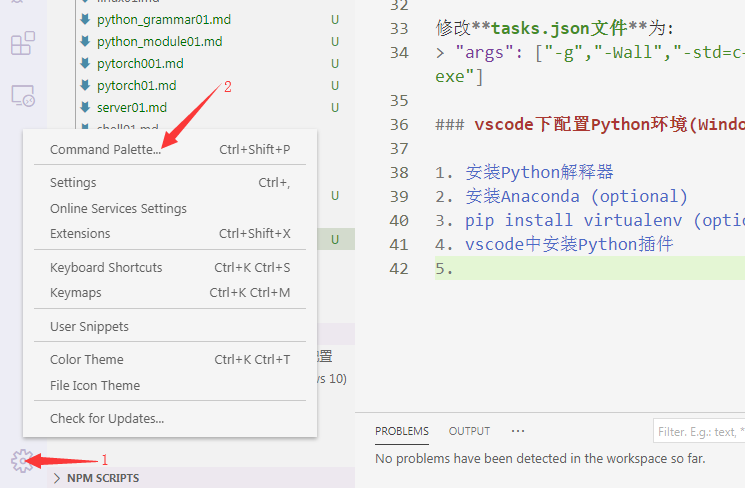 python_grammar01.md U
python_module01.md U
pytorch001.md U
pytorch01.md U
server01.md U
shell01.md
2
Command Palette... Ctrl+Shift+P
Settings Ctrl+,
Online Services Settings
Extensions Ctrl+Shift+X
Keyboard Shortcuts Ctrl+K Ctrl+S
Keymaps Ctrl+K Ctrl+M
User Snippets
Color Theme Ctrl+K Ctrl+T
File Icon Theme
Check for Updates...
U
U
配置
vs 10)
1
NPM SCRIPTS
32
33 修改**tasks.json文件**为:
34 > "args": ["-g","-Wall","-std=c-
exe"]
35
36 ### vscode下配置Python环境(Windo
37
38 1. 安装Python解释器
39 2. 安装Anaconda (optional)
40 3. pip install virtualenv (optio
41 4. vscode中安装Python插件
42 5.
PROBLEMS OUTPUT ··· Filter. E.g.: text, *
No problems have been detected in the workspace so far.